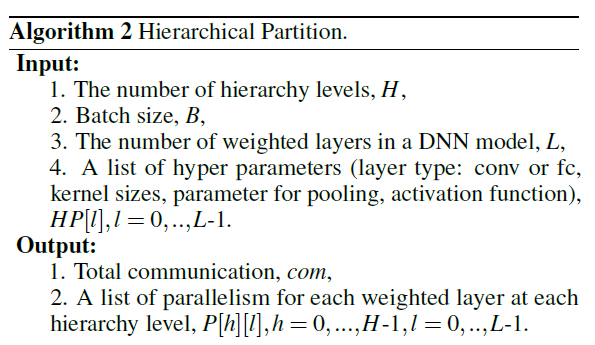 Algorithm 2 Hierarchical Partition.
Input:
1. The number of hierarchy levels, H,
2. Batch size, B,
3. The number of weighted layers in a DNN model, L,
4. A list of hyper parameters (layer type: conv or fc,
kernel sizes, parameter for pooling, activation function),
HP[l],l = 0,..,L-1.
Output:
1. Total communication, com,
2. A list of parallelism for each weighted layer at each
hierarchy level, P[h][l],h = 0,...,H-1,l = 0,..,L-1.